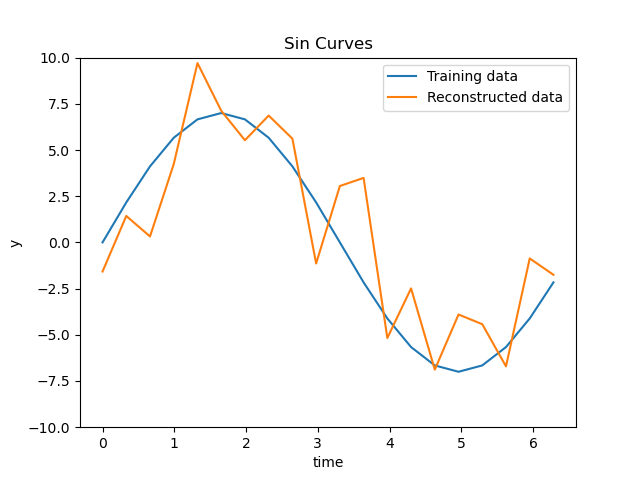 Sin Curves
Training data
Reconstructed data
10.0
7.5
5.0
2.5
0.0
−2.5
−5.0
−7.5
−10.0
y
0 1 2 3 4 5 6
time